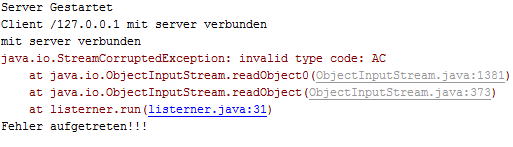 Server Gestartet
Client /127.0.0.1 mit server verbunden
mit server verbunden
java.io.StreamCorruptedException: invalid type code: AC
at java.io.ObjectInputStream.readObject0(ObjectInputStream.java:1381)
at java.io.ObjectInputStream.readObject(ObjectInputStream.java:373)
at listerner.run(listerner.java:31)
Fehler aufgetreten!!!